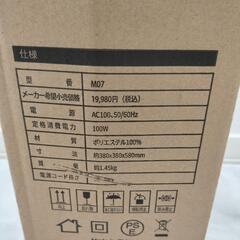 仕様
型番 M07
メーカー希望小売価格 19,980円（税込）
電源 AC100V,50/60Hz
定格消費電力 100W
材質 ポリエステル100%
寸法 約380x380x580mm
重量 約1.45kg
電源コード長さ
PS
E